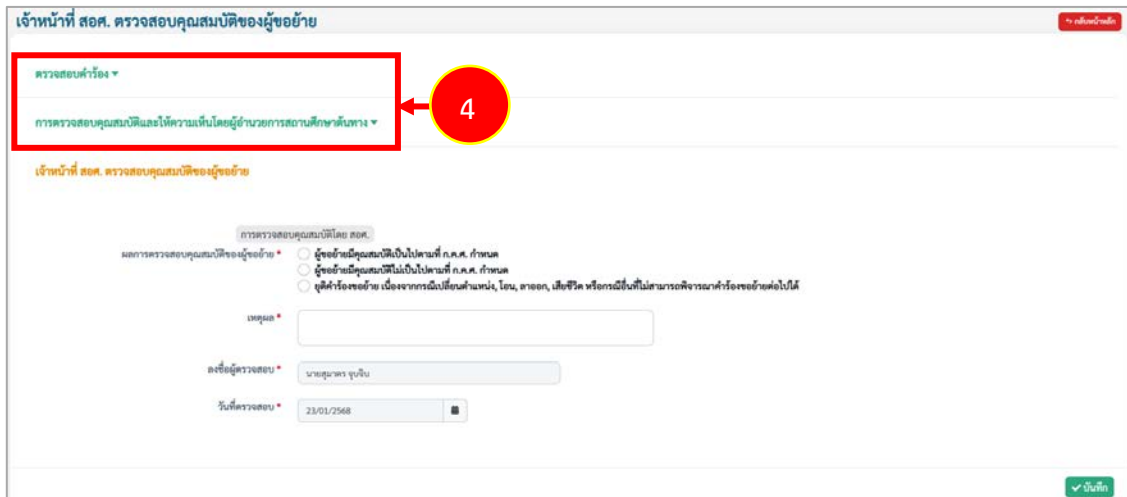 เจ้าหน้าที่ สอศ. ตรวจสอบคุณสมบัติของผู้ขอย้าย
กลับหน้าหลัก
ตรวจสอบคำร้อง
4
การตรวจสอบคุณสมบัติและให้ความเห็นโดยผู้อำนวยการสถานศึกษาต้นทาง
เจ้าหน้าที่ สอศ. ตรวจสอบคุณสมบัติของผู้ขอย้าย
การตรวจสอบคุณสมบัติโดย สอศ.
ผลการตรวจสอบคุณสมบัติของผู้ขอย้าย * ผู้ขอย้ายมีคุณสมบัติเป็นไปตามที่ ก.ค.ศ. กำหนด
ผู้ขอย้ายมีคุณสมบัติไม่เป็นไปตามที่ ก.ค.ศ. กำหนด
ยุติคำร้องขอย้าย เนื่องจากกรณีเปลี่ยนตำแหน่ง, โอน, ลาออก, เสียชีวิต หรือกรณีอื่นที่ไม่สามารถพิจารณาคำร้องขอย้ายต่อไปได้
เหตุผล *
ลงชื่อผู้ตรวจสอบ * นายสุมาตร
วันที่ตรวจสอบ * 23/01/2568
บันทึก